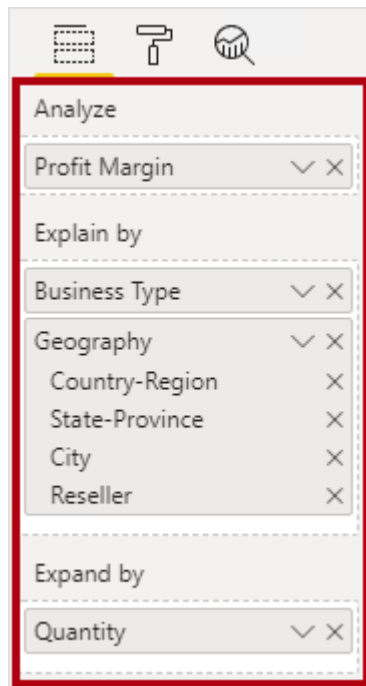 Analyze
Profit Margin
Explain by
Business Type
Geography
Country-Region
State-Province
City
Reseller
Expand by
Quantity